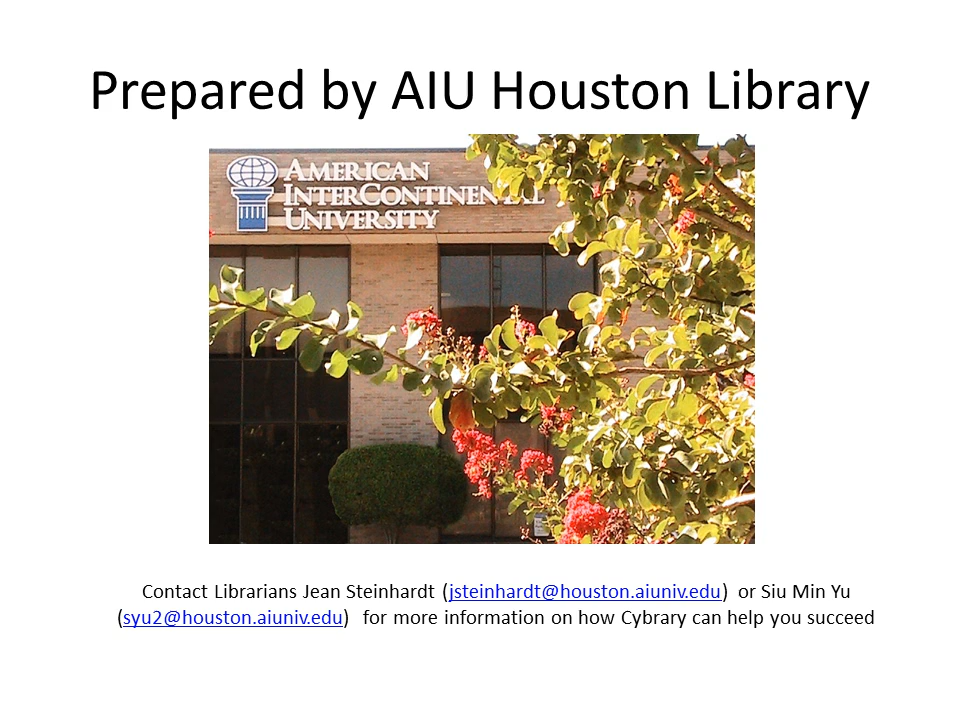 Prepared by AIU Houston Library
AMERICAN
INTERCONTINENTAL
UNIVERSITY
Contact Librarians Jean Steinhardt (jsteinhardt@houston.aiuniv.edu) or Siu Min Yu
(syu2@houston.aiuniv.edu) for more information on how Cybrary can help you succeed